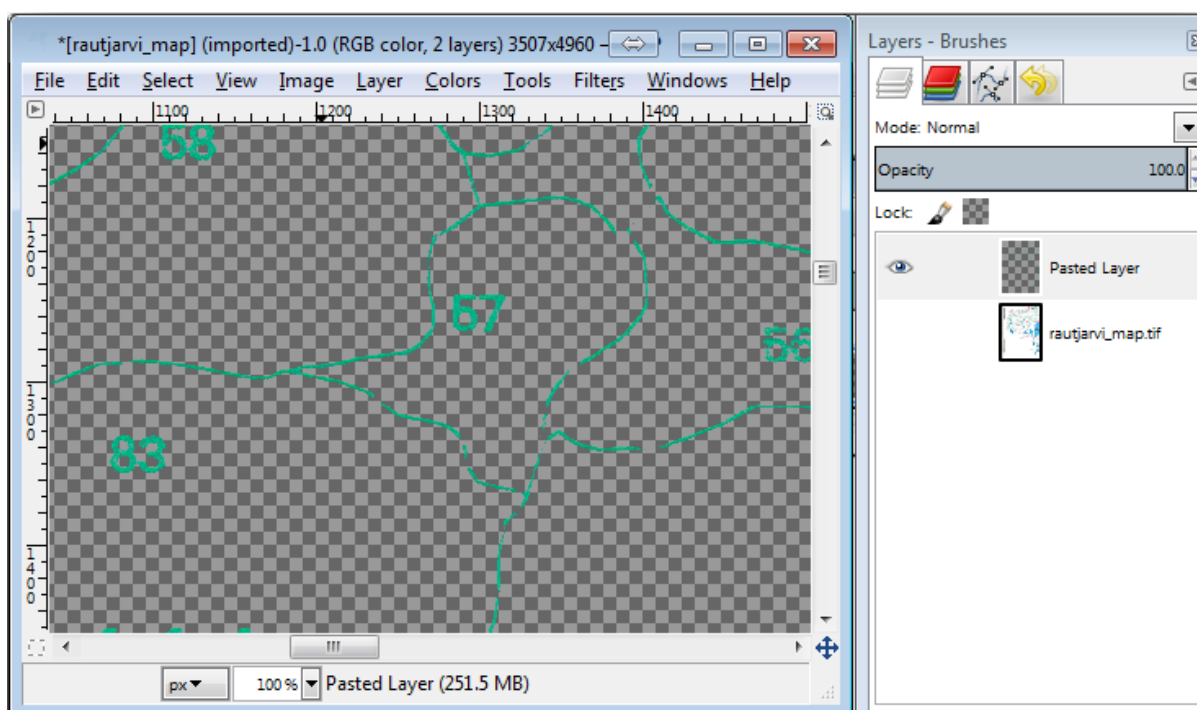 *[rautjarvi_map] (imported)-1.0 (RGB color, 2 layers) 3507x4960 –
File Edit Select View Image Layer Colors Tools Filters Windows Help
1100 1200 1300 1400
1200
1300
1400
58
57
56
83
px 100 % Pasted Layer (251.5 MB)
Layers - Brushes
Mode: Normal
Opacity 100.0
Lock:
Pasted Layer
rautjarvi_map.tif